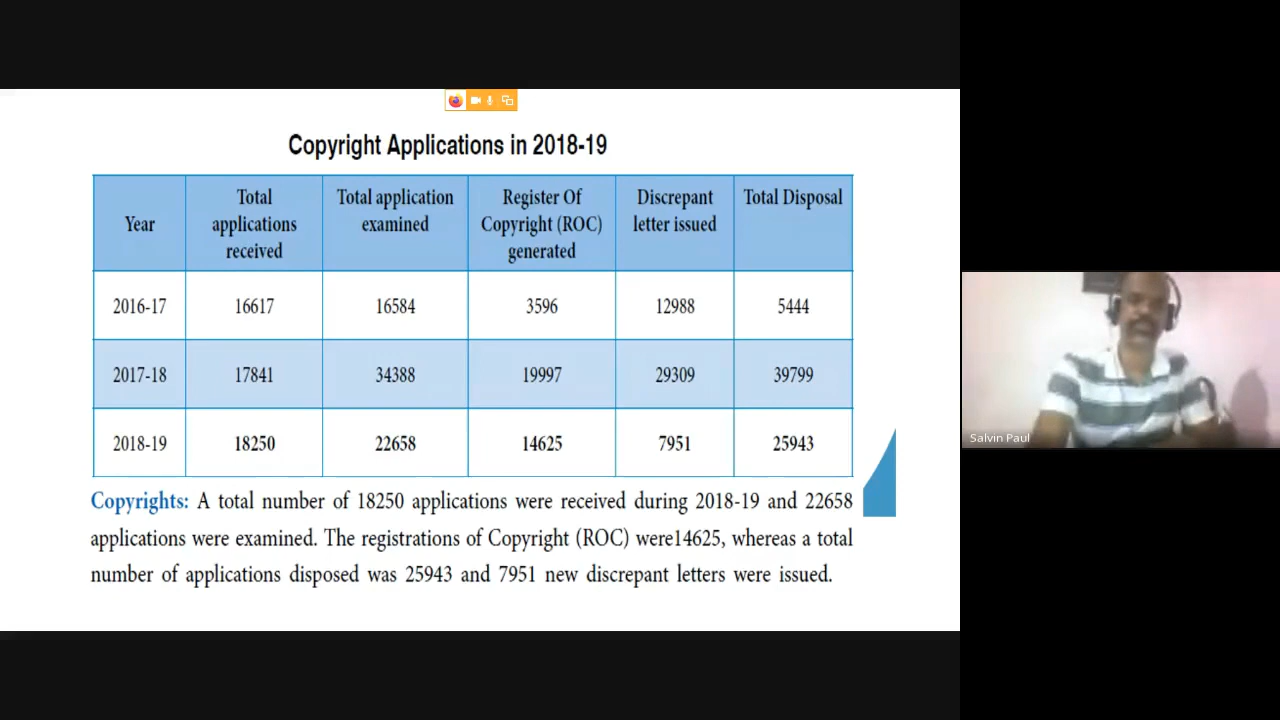 Copyright Applications in 2018-19
Year
Total applications received
Total application examined
Register Of Copyright (ROC) generated
Discrepant letter issued
Total Disposal
2016-17 16617 16584 3596 12988 5444
2017-18 17841 34388 19997 29309 39799
2018-19 18250 22658 14625 7951 25943
Copyrights: A total number of 18250 applications were received during 2018-19 and 22658
applications were examined. The registrations of Copyright (ROC) were14625, whereas a total
number of applications disposed was 25943 and 7951 new discrepant letters were issued.
Salvin Paul